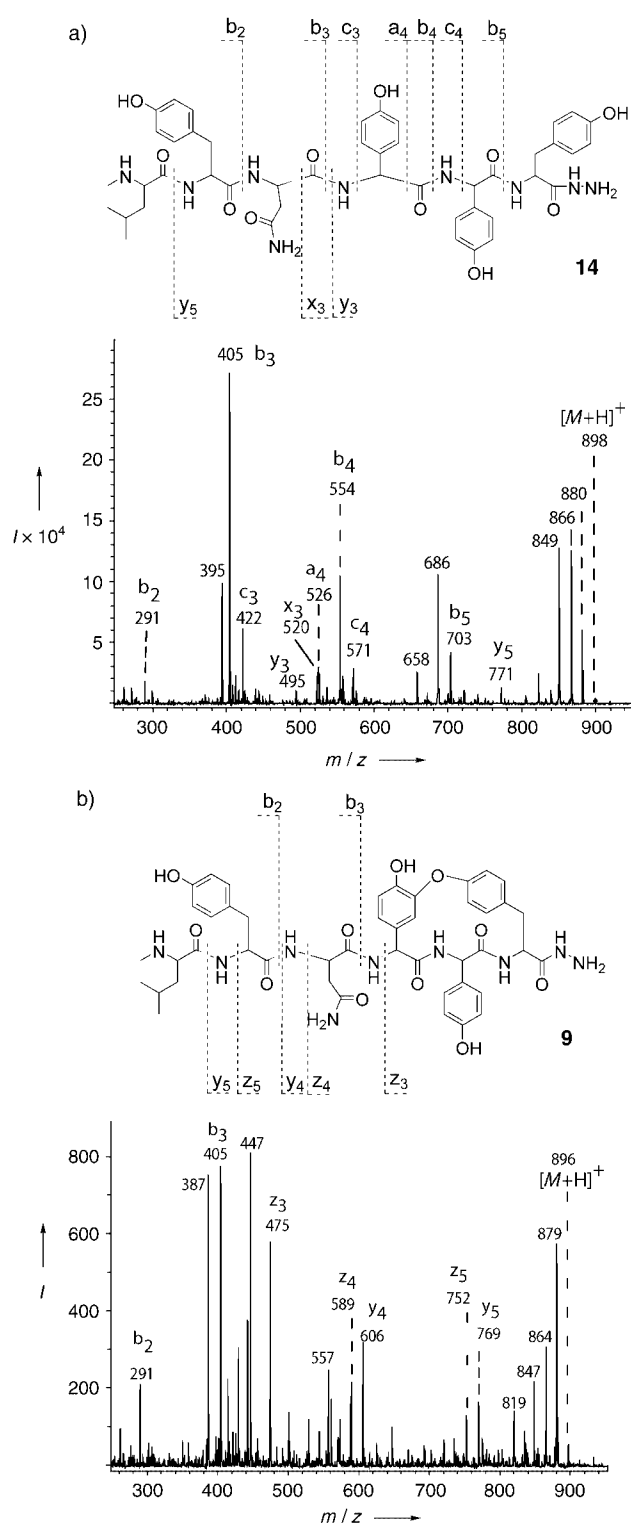 a)
b2 b3 c3 a4 b4 c4 b5
HO
OH
OH
O
O
O
HN
N
H
N
H
N
H
N
H
N
H
NH
NH2
O
O
O
O
NH2
OH
14
y5 x3 y3
405 b3
[M+H]+
898
b4
554
880
866
849
395
686
a4
526
b2
291
c3
422
x3
520
c4
571
b5
703
y5
771
y3
495
658
25
20
15
10
5
I × 10^4
300 400 500 600 700 800 900
m / z
b)
b2 b3
HO
OH
O
H
N
O
H
N
O
H
N
O
H
N
NH2
HN
N
H
O
N
H
O
N
H
O
O
H2N
O
OH
9
y5 z5 y4 z4 z3
b3
405
447
896
[M+H]+
387
879
z3
475
z4
589
y4
606
z5
752
y5
769
864
b2
291
557
847
819
800
600
400
200
I
300 400 500 600 700 800 900
m / z